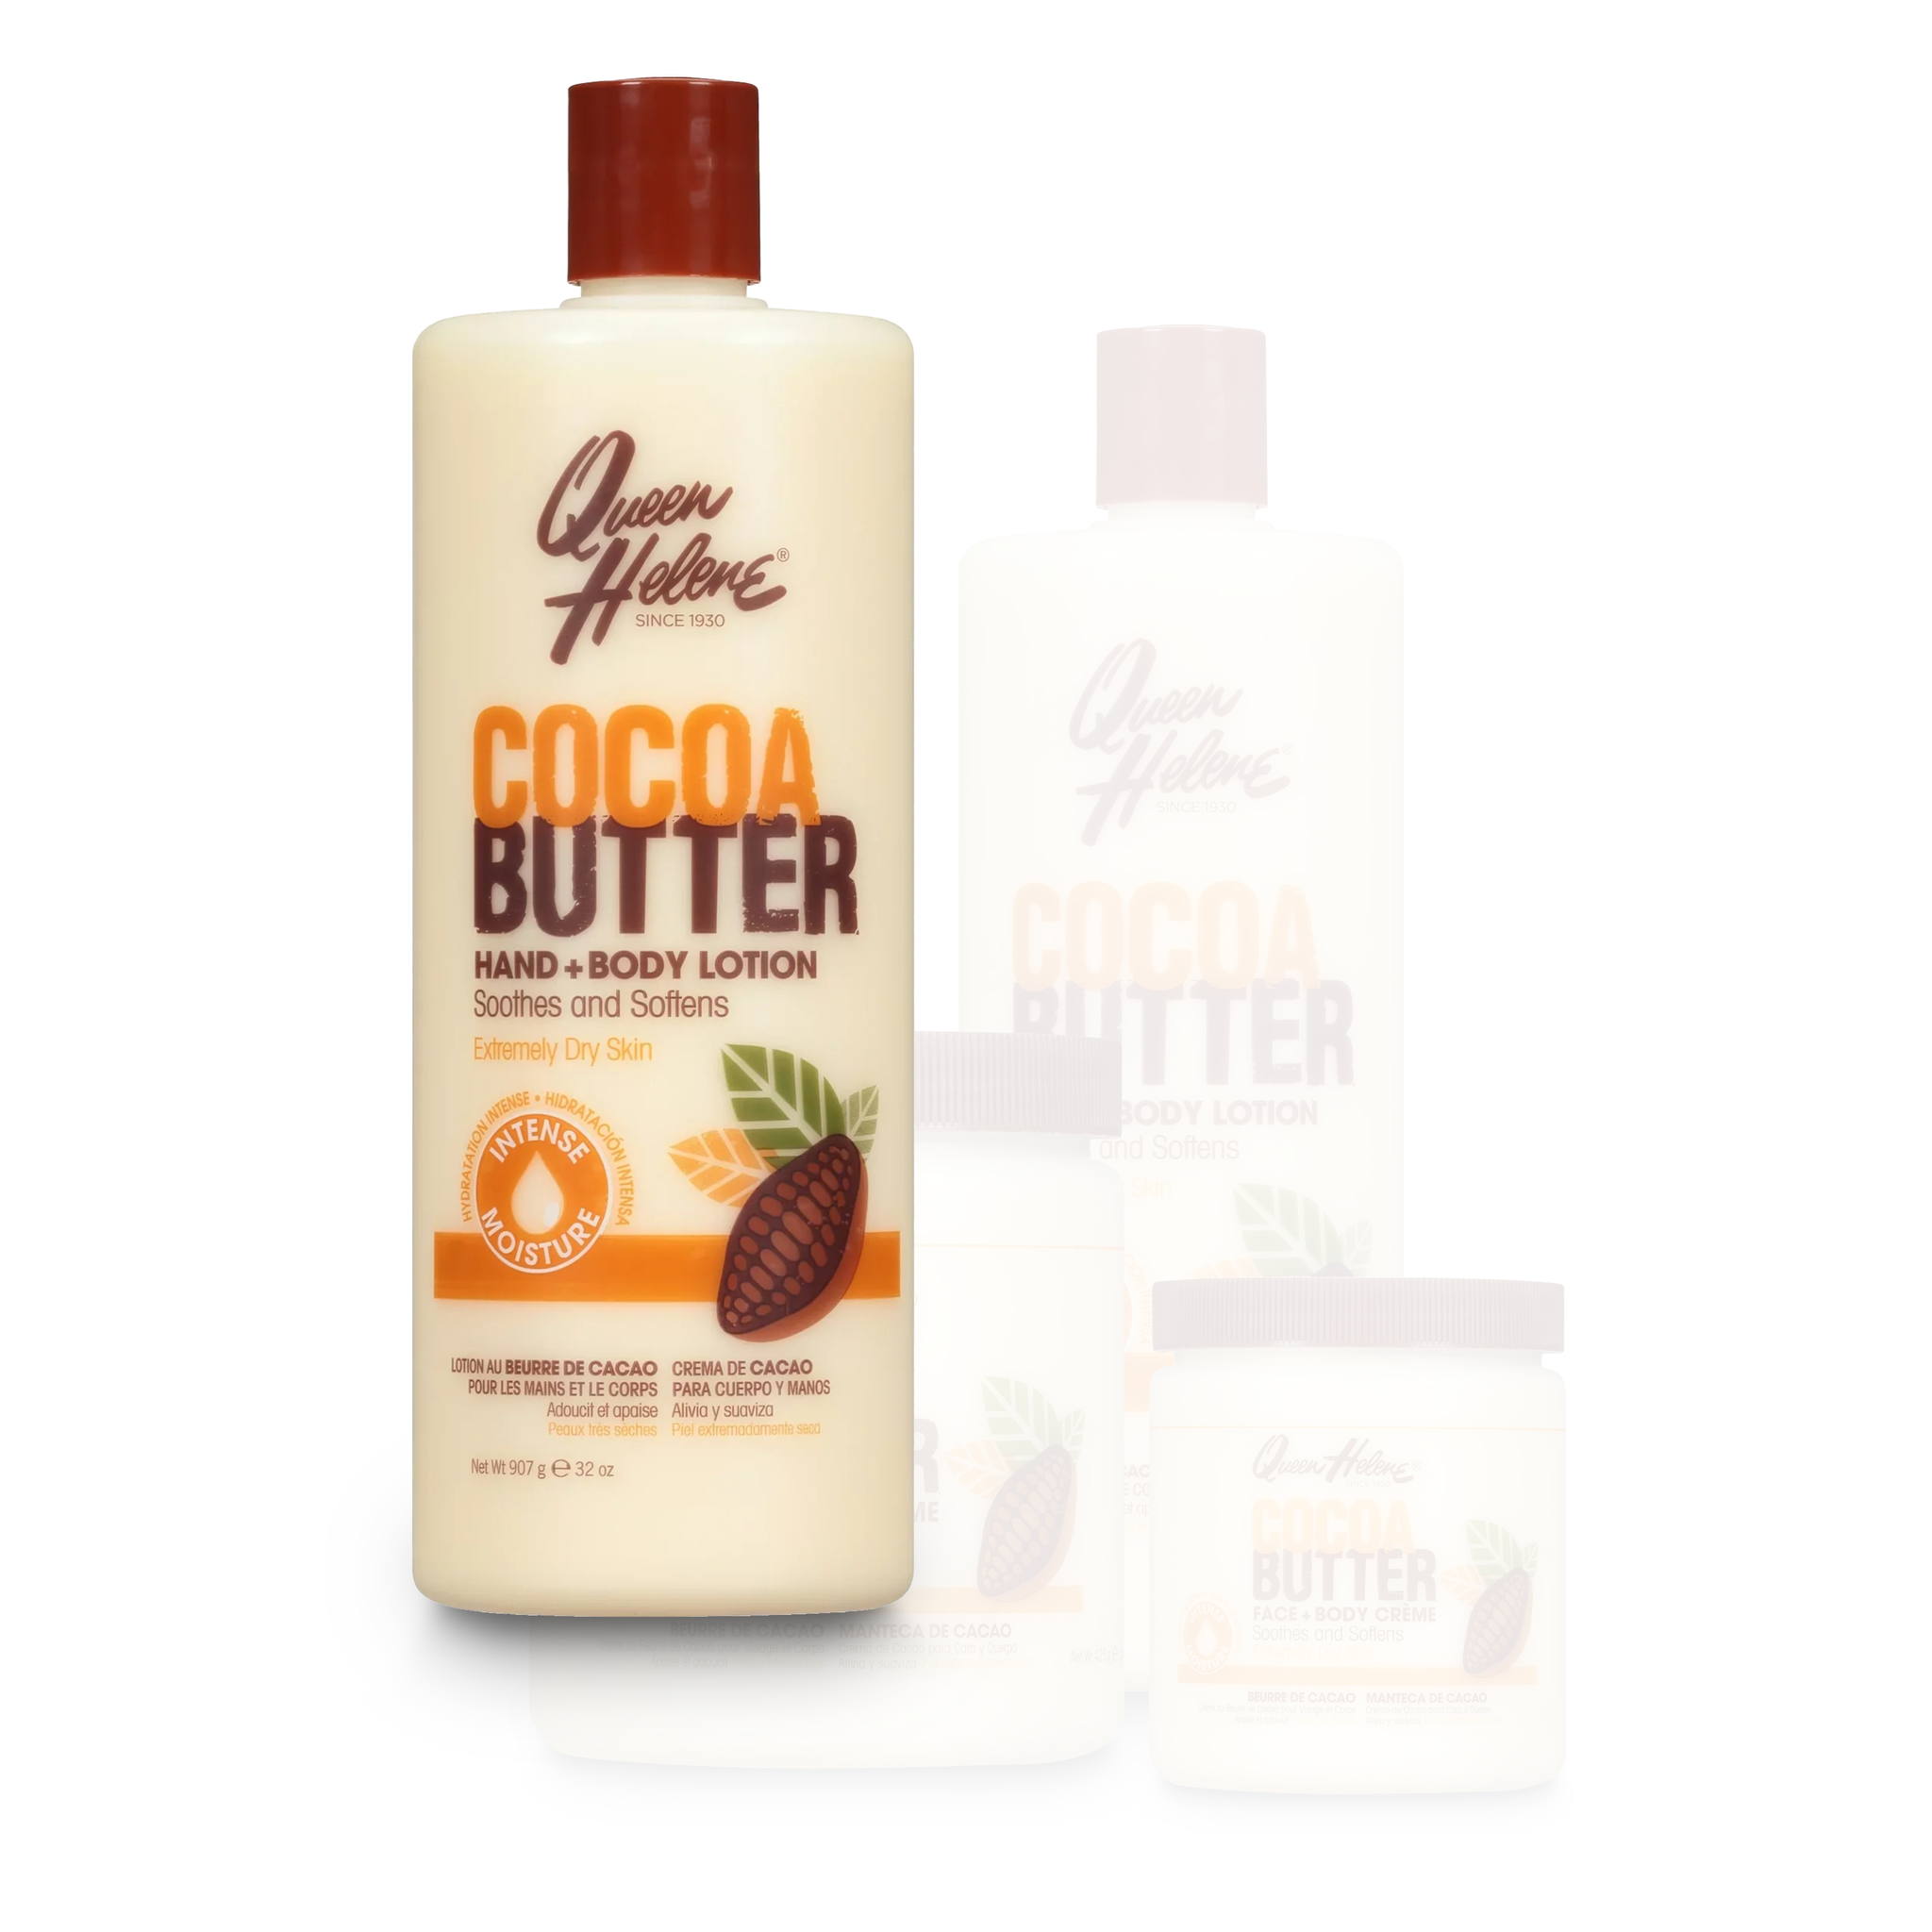 Queen
Helene®
SINCE 1930
COCOA
BUTTER
HAND + BODY LOTION
Soothes and Softens
Extremely Dry Skin
HYDRATATION INTENSE • HIDRATACIÓN INTENSA
INTENSE
MOISTURE
LOTION AU BEURRE DE CACAO
POUR LES MAINS ET LE CORPS
Adoucit et apaise
Peaux très sèches
CREMA DE CACAO
PARA CUERPO Y MANOS
Alivia y suaviza
Piel extremadamente seca
Net Wt 907 g ℮ 32 oz
Queen
Helene
SINCE 1930
COCOA
BUTTER
BODY LOTION
and Softens
Skin
BEURRE DE CACAO
MANTECA DE CACAO
Queen Helene
COCOA
BUTTER
FACE + BODY CRÈME
Soothes and Softens
BEURRE DE CACAO
MANTECA DE CACAO